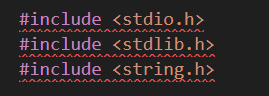 #include <stdio.h>
#include <stdlib.h>
#include <string.h>